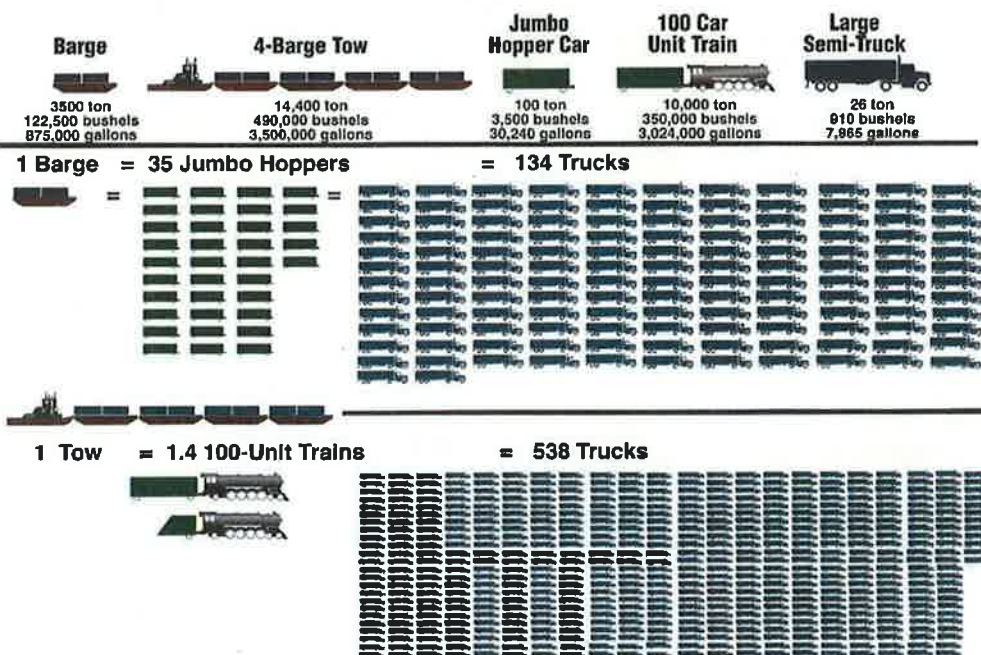 Barge
3500 ton
122,500 bushels
875,000 gallons
4-Barge Tow
14,400 ton
490,000 bushels
3,500,000 gallons
Jumbo
Hopper Car
100 ton
3,500 bushels
30,240 gallons
100 Car
Unit Train
10,000 ton
350,000 bushels
3,024,000 gallons
Large
Semi-Truck
26 ton
910 bushels
7,865 gallons
1 Barge = 35 Jumbo Hoppers = 134 Trucks
= =
1 Tow = 1.4 100-Unit Trains = 538 Trucks